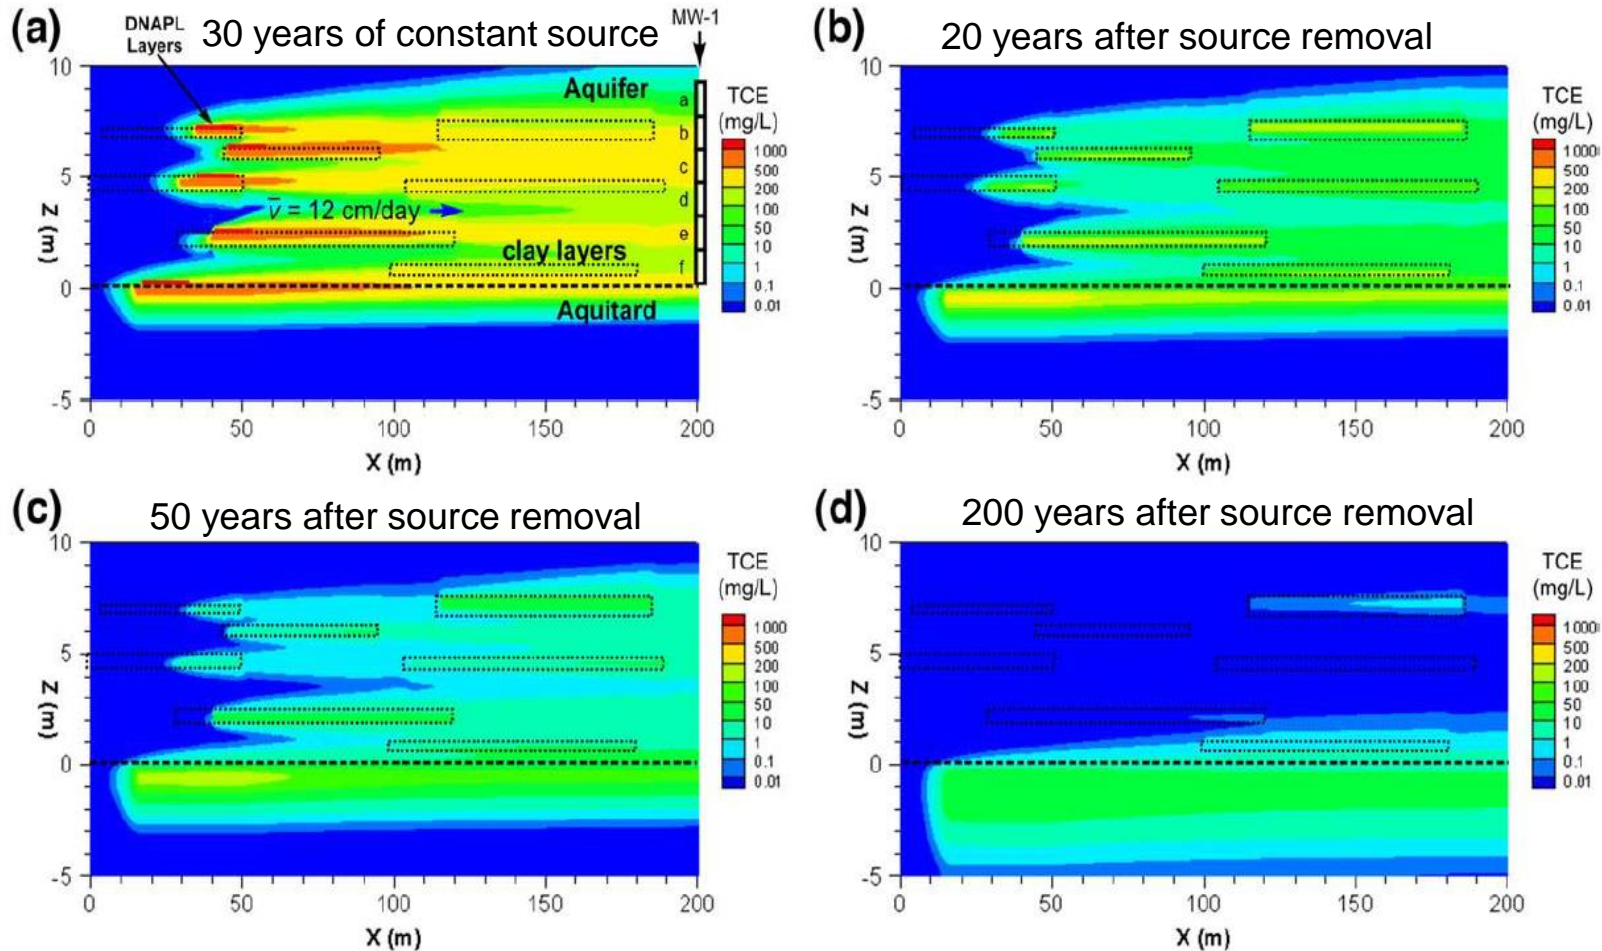 (a)
30 years of constant source
DNAPL
Layers
MW-1
10
5
0
-5
Z (m)
Aquifer
a
b
c
d
e
f
v̅ = 12 cm/day
clay layers
Aquitard
0
50
100
150
200
X (m)
TCE
(mg/L)
1000
500
200
100
50
10
1
0.1
0.01
(b)
20 years after source removal
10
5
0
-5
Z (m)
0
50
100
150
200
X (m)
TCE
(mg/L)
1000
500
200
100
50
10
1
0.1
0.01
(c)
50 years after source removal
10
5
0
-5
Z (m)
0
50
100
150
200
X (m)
TCE
(mg/L)
1000
500
200
100
50
10
1
0.1
0.01
(d)
200 years after source removal
10
5
0
-5
Z (m)
0
50
100
150
200
X (m)
TCE
(mg/L)
1000
500
200
100
50
10
1
0.1
0.01